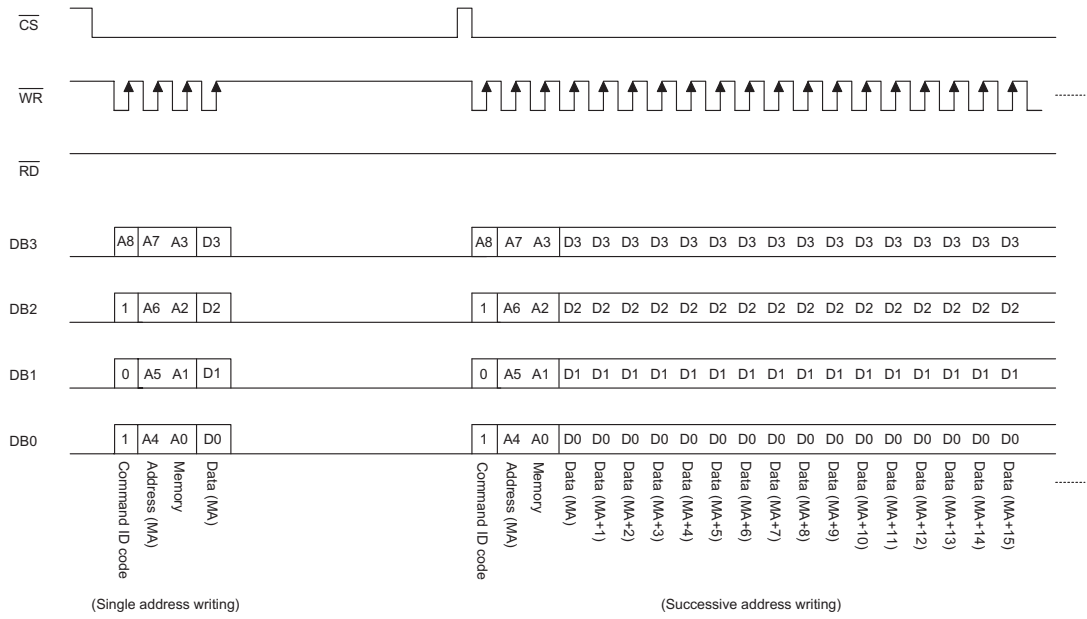 CS
WR
RD
DB3 A8 A7 A3 D3 A8 A7 A3 D3 D3 D3 D3 D3 D3 D3 D3 D3 D3 D3 D3 D3 D3 D3 D3
DB2 1 A6 A2 D2 1 A6 A2 D2 D2 D2 D2 D2 D2 D2 D2 D2 D2 D2 D2 D2 D2 D2 D2
DB1 0 A5 A1 D1 0 A5 A1 D1 D1 D1 D1 D1 D1 D1 D1 D1 D1 D1 D1 D1 D1 D1 D1
DB0 1 A4 A0 D0 1 A4 A0 D0 D0 D0 D0 D0 D0 D0 D0 D0 D0 D0 D0 D0 D0 D0 D0
Command ID code
Address (MA)
Memory
Data (MA)
Command ID code
Address (MA)
Memory
Data (MA)
Data (MA+1)
Data (MA+2)
Data (MA+3)
Data (MA+4)
Data (MA+5)
Data (MA+6)
Data (MA+7)
Data (MA+8)
Data (MA+9)
Data (MA+10)
Data (MA+11)
Data (MA+12)
Data (MA+13)
Data (MA+14)
Data (MA+15)
(Single address writing)
(Successive address writing)